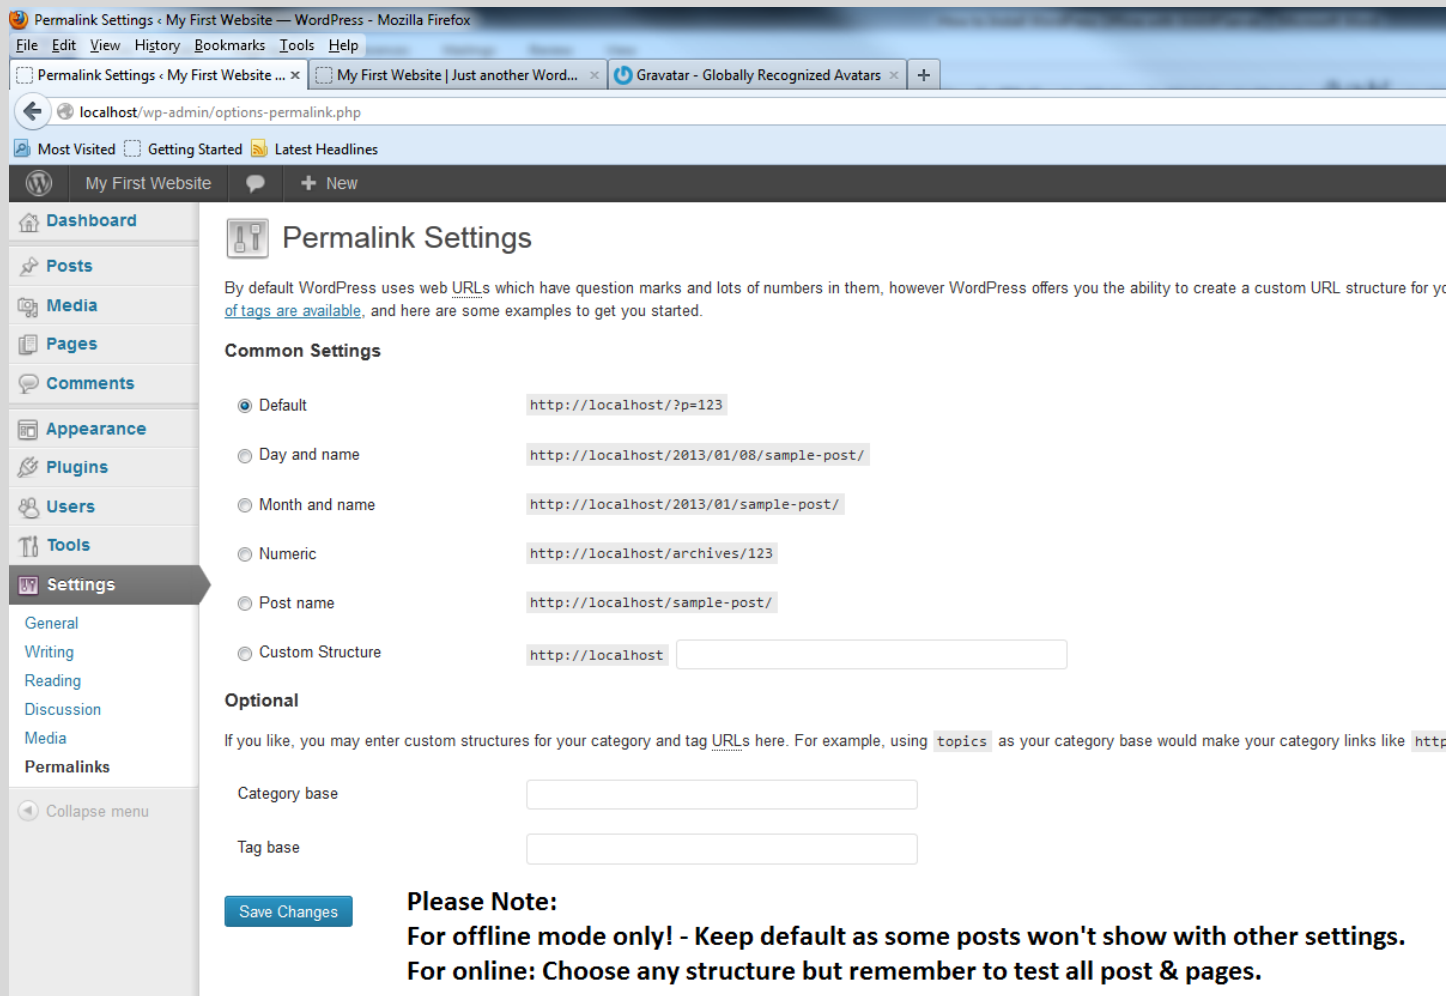 Permalink Settings ‹ My First Website — WordPress - Mozilla Firefox
File Edit View History Bookmarks Tools Help
Permalink Settings ‹ My First Website ... × My First Website | Just another Word... × Gravatar - Globally Recognized Avatars × +
localhost/wp-admin/options-permalink.php
Most Visited Getting Started Latest Headlines
My First Website + New
Dashboard
Posts
Media
Pages
Comments
Appearance
Plugins
Users
Tools
Settings
General
Writing
Reading
Discussion
Media
Permalinks
Collapse menu
Permalink Settings
By default WordPress uses web URLs which have question marks and lots of numbers in them, however WordPress offers you the ability to create a custom URL structure for yo
of tags are available, and here are some examples to get you started.
Common Settings
Default http://localhost/?p=123
Day and name http://localhost/2013/01/08/sample-post/
Month and name http://localhost/2013/01/sample-post/
Numeric http://localhost/archives/123
Post name http://localhost/sample-post/
Custom Structure http://localhost
Optional
If you like, you may enter custom structures for your category and tag URLs here. For example, using topics as your category base would make your category links like http
Category base
Tag base
Save Changes
Please Note:
For offline mode only! - Keep default as some posts won't show with other settings.
For online: Choose any structure but remember to test all post & pages.